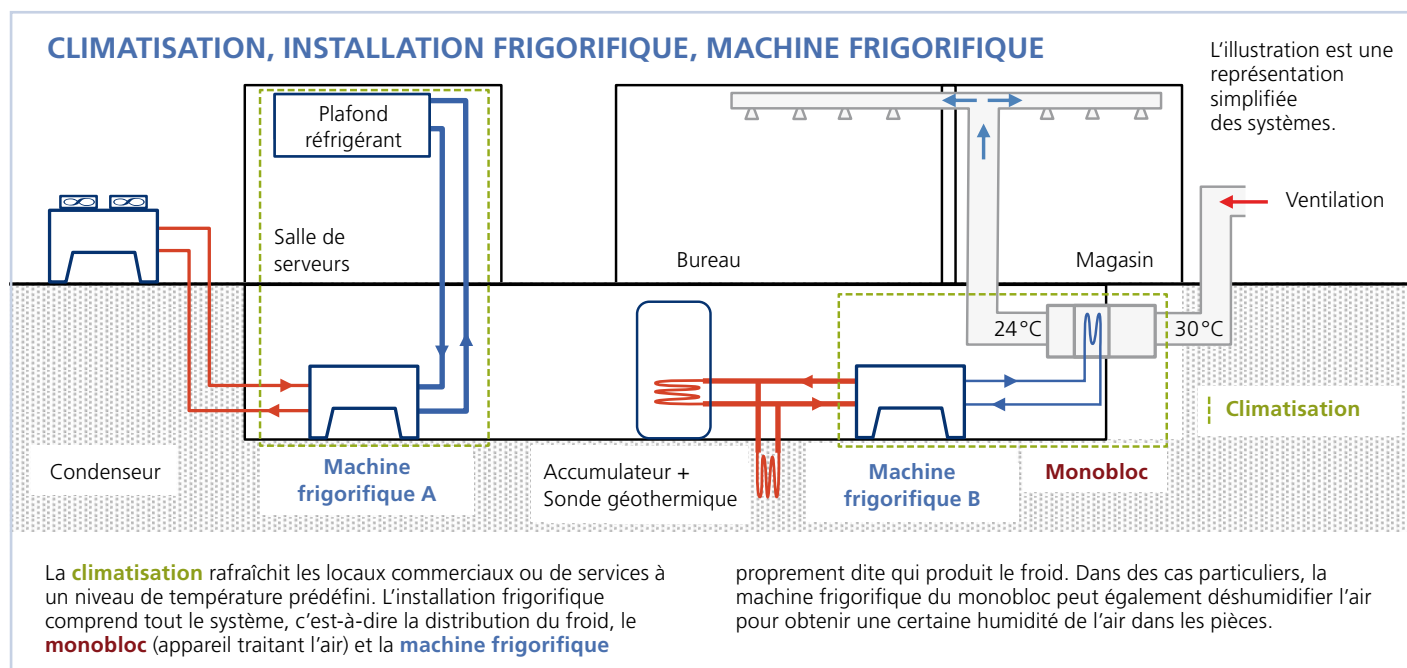 CLIMATISATION, INSTALLATION FRIGORIFIQUE, MACHINE FRIGORIFIQUE
L'illustration est une
représentation
simplifiée
des systèmes.
Plafond
réfrigérant
Ventilation
Salle de
serveurs
Bureau
Magasin
24 °C
30 °C
Climatisation
Condenseur
Machine
frigorifique A
Accumulateur +
Sonde géothermique
Machine
frigorifique B
Monobloc
La climatisation rafraîchit les locaux commerciaux ou de services à
un niveau de température prédéfini. L'installation frigorifique
comprend tout le système, c'est-à-dire la distribution du froid, le
monobloc (appareil traitant l'air) et la machine frigorifique
proprement dite qui produit le froid. Dans des cas particuliers, la
machine frigorifique du monobloc peut également déshumidifier l'air
pour obtenir une certaine humidité de l'air dans les pièces.